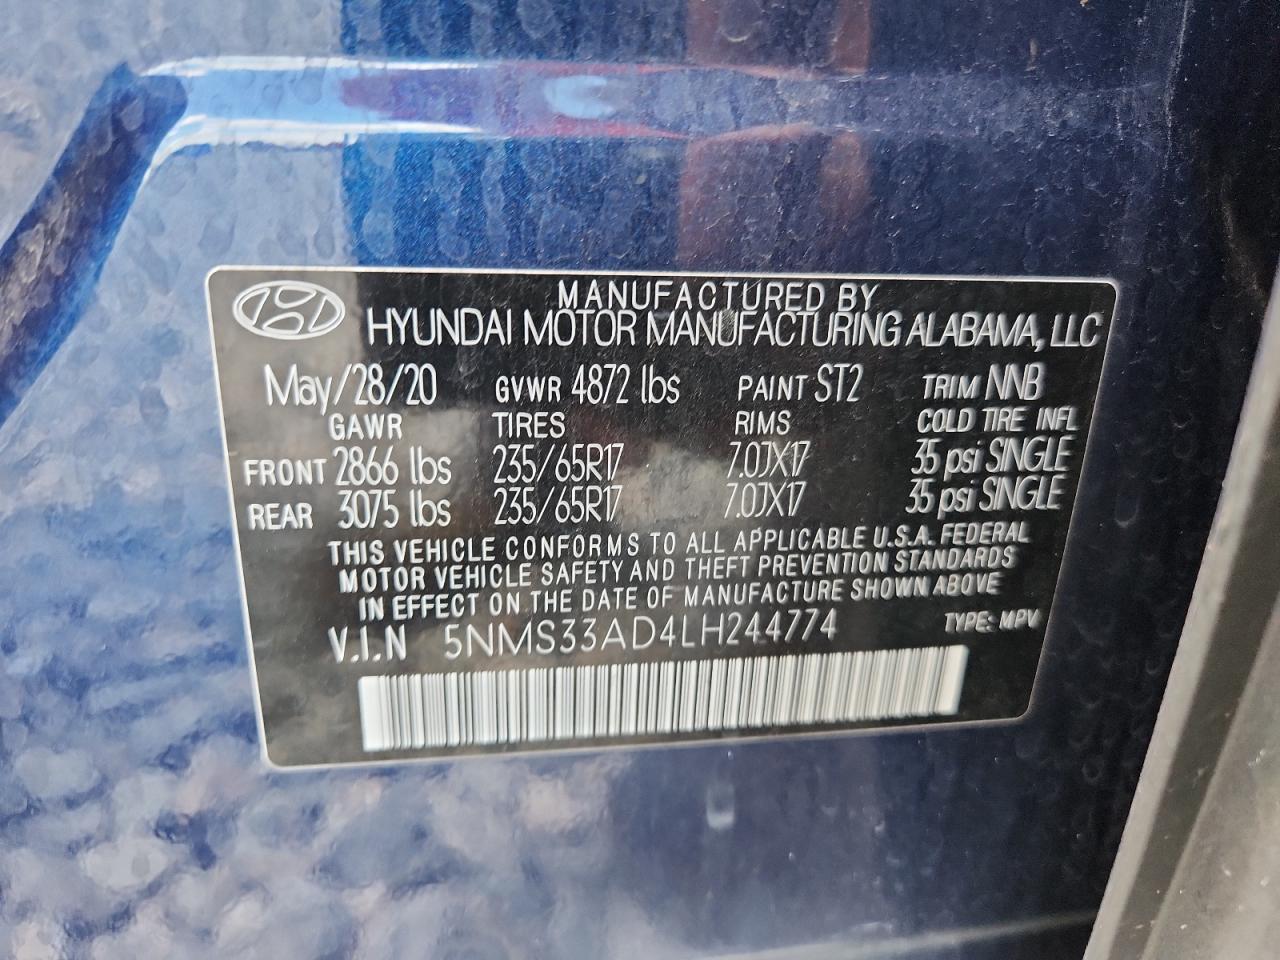 MANUFACTURED BY
HYUNDAI MOTOR MANUFACTURING ALABAMA, LLC
May/28/20 GVWR 4872 lbs PAINT ST2 TRIM NNB
GAWR TIRES RIMS COLD TIRE INFL
FRONT 2866 lbs 235/65R17 7.0JX17 35 psi SINGLE
REAR 3075 lbs 235/65R17 7.0JX17 35 psi SINGLE
THIS VEHICLE CONFORMS TO ALL APPLICABLE U.S.A. FEDERAL
MOTOR VEHICLE SAFETY AND THEFT PREVENTION STANDARDS
IN EFFECT ON THE DATE OF MANUFACTURE SHOWN ABOVE
V.I.N 5NMS33AD4LH244774 TYPE: MPV